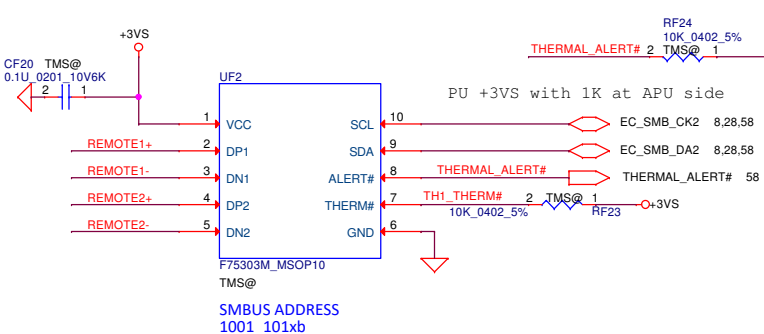 RF24
10K_0402_5%
THERMAL_ALERT# 2 TMS@ 1
+3VS
CF20 TMS@
0.1U_0201_10V6K
2 1
UF2
PU +3VS with 1K at APU side
1 VCC
SCL 10
EC_SMB_CK2 8,28,58
REMOTE1+ 2 DP1
SDA 9
EC_SMB_DA2 8,28,58
REMOTE1- 3 DN1
ALERT# 8
THERMAL_ALERT#
THERMAL_ALERT# 58
REMOTE2+ 4 DP2
THERM# 7
TH1_THERM# 2 TMS@ 1
+3VS
10K_0402_5% RF23
REMOTE2- 5 DN2
GND 6
F75303M_MSOP10
TMS@
SMBUS ADDRESS
1001 101xb